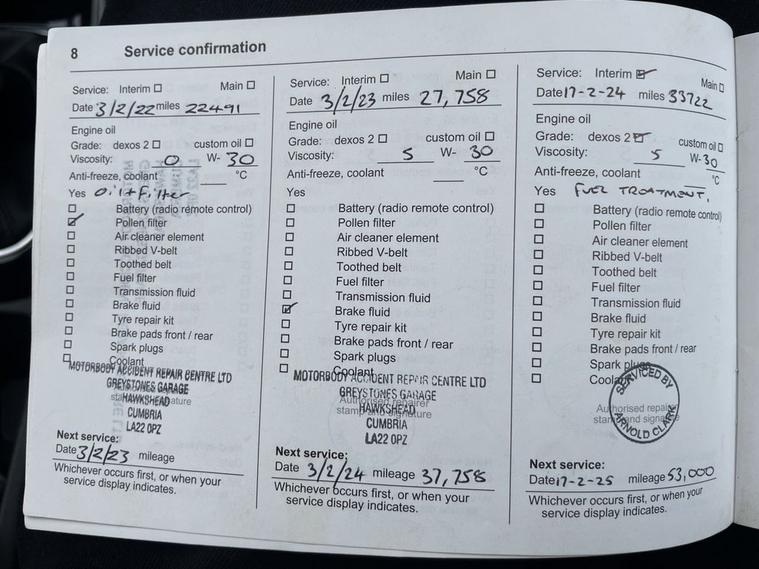 8 Service confirmation
Service: Interim ☐ Main ☐
Date 3/2/22 miles 22491
Engine oil
Grade: dexos 2 ☐ custom oil ☐
Viscosity: 0 W- 30
Anti-freeze, coolant °C
Yes oil + Filter
☐ Battery (radio remote control)
☑ Pollen filter
☐ Air cleaner element
☐ Ribbed V-belt
☐ Toothed belt
☐ Fuel filter
☐ Transmission fluid
☐ Brake fluid
☐ Tyre repair kit
☐ Brake pads front / rear
☐ Spark plugs
☐ Coolant
MOTORBODY ACCIDENT REPAIR CENTRE LTD
GREYSTONES GARAGE
HAWKSHEAD
CUMBRIA
LA22 0PZ
Next service:
Date 3/2/23 mileage
Whichever occurs first, or when your
service display indicates.
Service: Interim ☐ Main ☐
Date 3/2/23 miles 27,758
Engine oil
Grade: dexos 2 ☐ custom oil ☐
Viscosity: 5 W- 30
Anti-freeze, coolant °C
Yes
☐ Battery (radio remote control)
☐ Pollen filter
☐ Air cleaner element
☐ Ribbed V-belt
☐ Toothed belt
☐ Fuel filter
☐ Transmission fluid
☑ Brake fluid
☐ Tyre repair kit
☐ Brake pads front / rear
☐ Spark plugs
☐ Coolant
MOTORBODY ACCIDENT REPAIR CENTRE LTD
GREYSTONES GARAGE
Authorised repairer
HAWKSHEAD
stamp and signature
CUMBRIA
LA22 0PZ
Next service:
Date 3/2/24 mileage 37,758
Whichever occurs first, or when your
service display indicates.
Service: Interim ☑ Main ☐
Date 17-2-24 miles 33722
Engine oil
Grade: dexos 2 ☑ custom oil ☐
Viscosity: 5 W- 30
Anti-freeze, coolant °C
Yes FUEL TREATMENT,
☐ Battery (radio remote control)
☐ Pollen filter
☐ Air cleaner element
☐ Ribbed V-belt
☐ Toothed belt
☐ Fuel filter
☐ Transmission fluid
☐ Brake fluid
☐ Tyre repair kit
☐ Brake pads front / rear
☐ Spark plugs
☐ Coolant
SERVICED BY
ARNOLD CLARK
Authorised repairer
stamp and signature
Next service:
Date 17-2-25 mileage 53,000
Whichever occurs first, or when your
service display indicates.